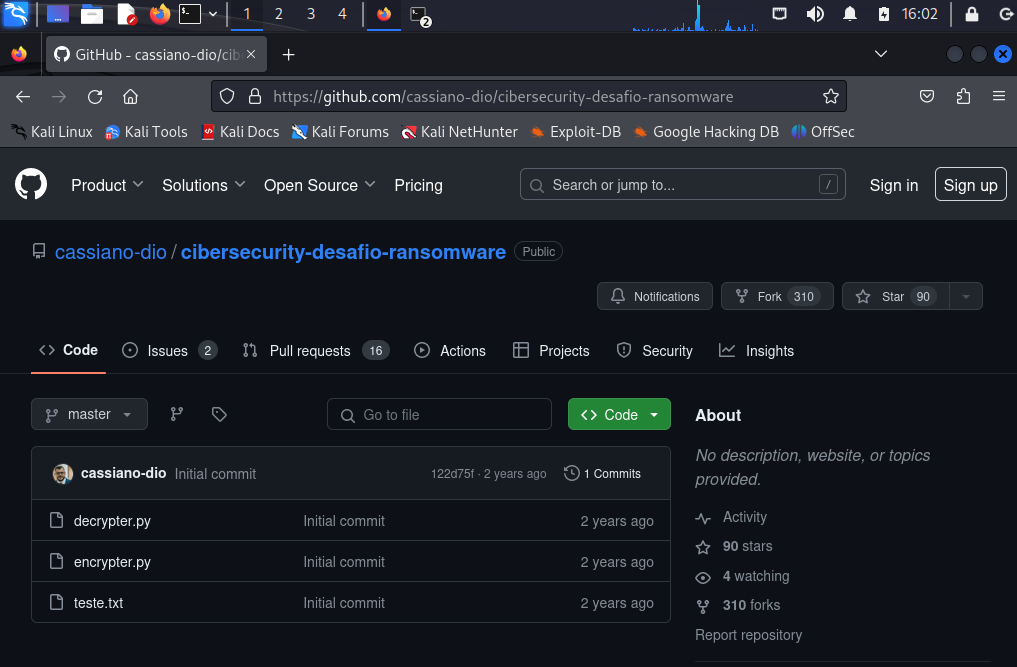 1 2 3 4 2 16:02
GitHub - cassiano-dio/cib
https://github.com/cassiano-dio/cibersecurity-desafio-ransomware
Kali Linux Kali Tools Kali Docs Kali Forums Kali NetHunter Exploit-DB Google Hacking DB OffSec
Product Solutions Open Source Pricing Search or jump to... / Sign in Sign up
cassiano-dio / cibersecurity-desafio-ransomware Public
Notifications Fork 310 Star 90
Code Issues 2 Pull requests 16 Actions Projects Security Insights
master Go to file Code
cassiano-dio Initial commit 122d75f · 2 years ago 1 Commits
decrypter.py Initial commit 2 years ago
encrypter.py Initial commit 2 years ago
teste.txt Initial commit 2 years ago
About
No description, website, or topics
provided.
Activity
90 stars
4 watching
310 forks
Report repository